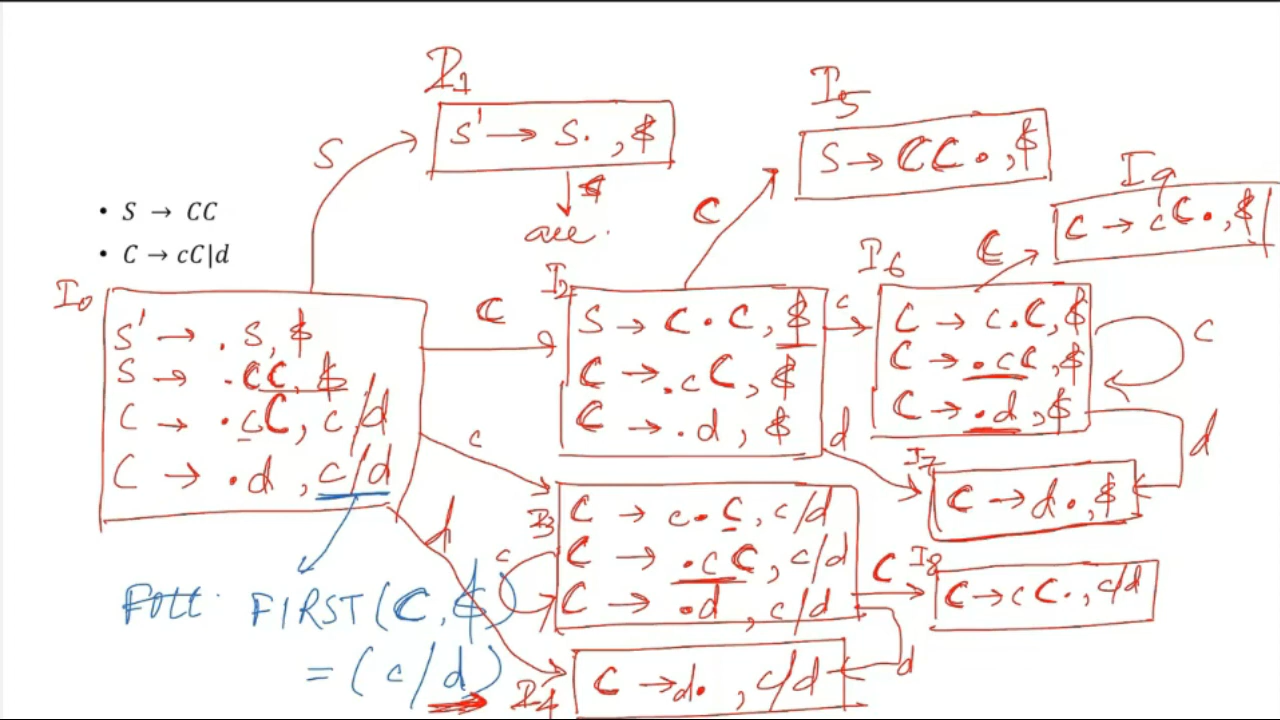 • S → CC
• C → cC|d
I0
S' → .S, $
S → .CC, $
C → .cC, c/d
C → .d, c/d
S
I1
S' → S. , $
$
acc.
C
I2
S → C.C, $
C → .cC, $
C → .d, $
C
I5
S → CC., $
c
I6
C → c.C, $
C → .cC, $
C → .d, $
C
I9
C → cC., $
c
d
d
I7
C → d., $
c
I3
C → c.C, c/d
C → .cC, c/d
C → .d, c/d
c
C
I8
C → cC., c/d
d
d
I4
C → d. , c/d
Foll. FIRST(C, $)
= (c/d)